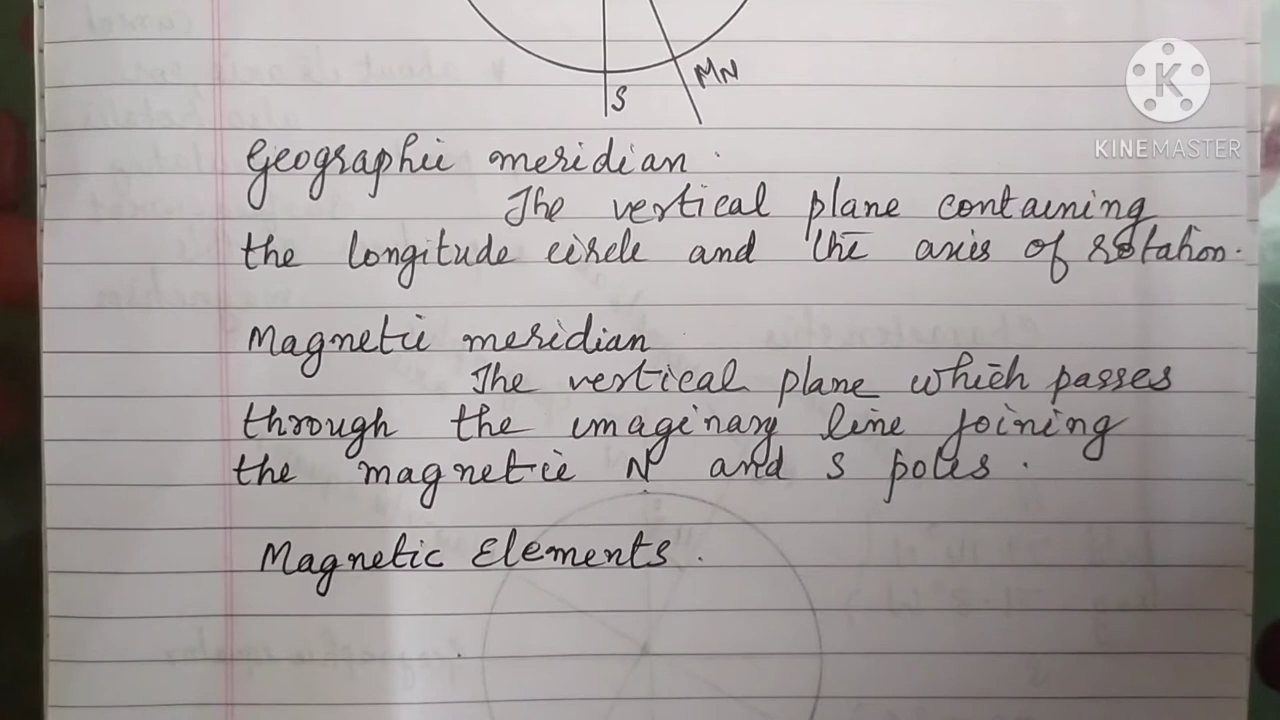 MN
S
K
KINEMASTER
Geographic meridian.
The vertical plane containing
the longitude circle and the axis of rotation.
Magnetic meridian
The vertical plane which passes
through the imaginary line joining
the magnetic N and S poles.
Magnetic Elements.